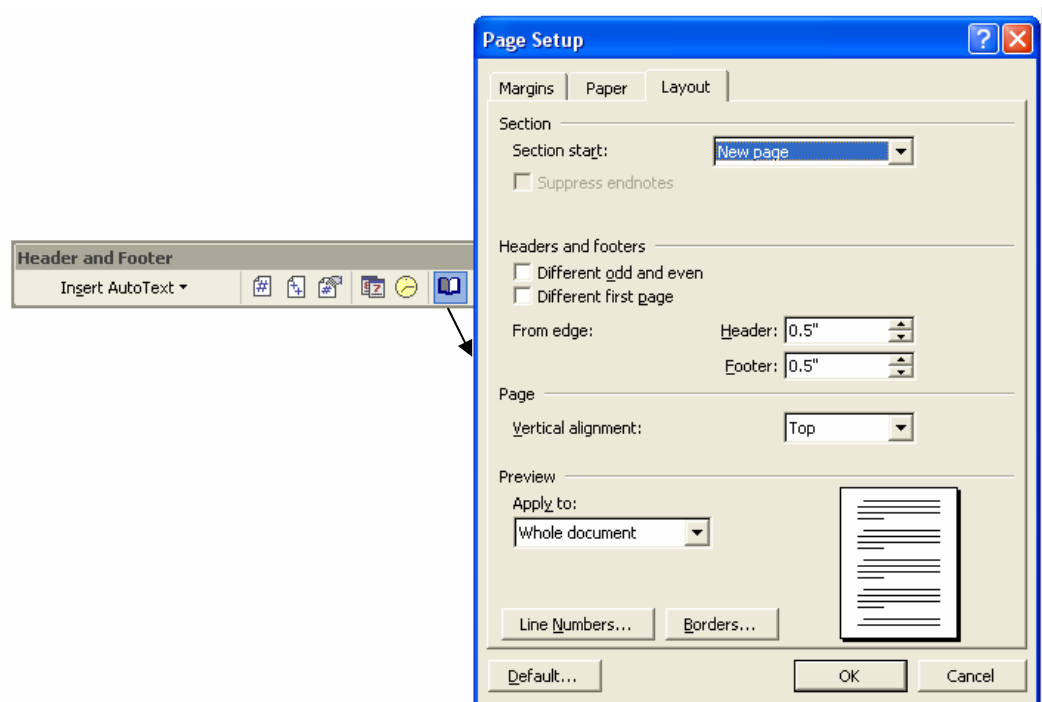 Page Setup
Margins Paper Layout
Section
Section start: New page
Suppress endnotes
Header and Footer
Insert AutoText
Headers and footers
Different odd and even
Different first page
From edge: Header: 0.5"
Footer: 0.5"
Page
Vertical alignment: Top
Preview
Apply to:
Whole document
Line Numbers... Borders...
Default... OK Cancel